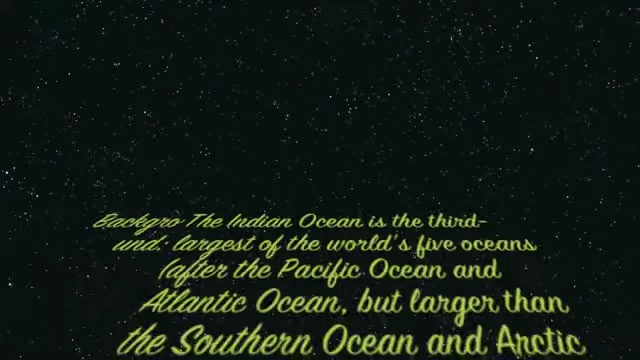 Backgro The Indian Ocean is the third-
und: largest of the world's five oceans
(after the Pacific Ocean and
Atlantic Ocean, but larger than
the Southern Ocean and Arctic